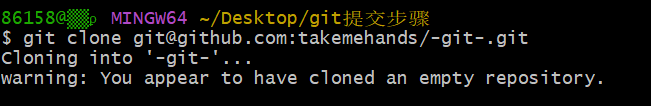 86158@ MINGW64 ~/Desktop/git提交步骤
$ git clone git@github.com:takemehands/-git-.git
Cloning into '-git-'...
warning: You appear to have cloned an empty repository.